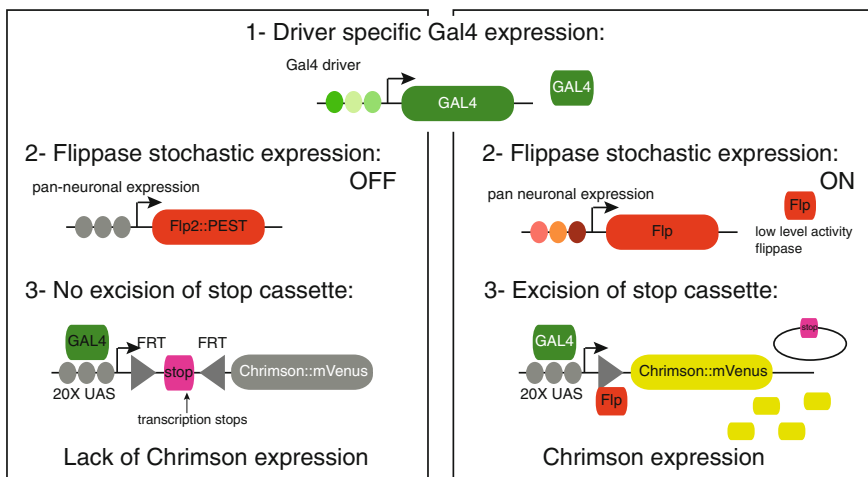 1- Driver specific Gal4 expression:
Gal4 driver
GAL4
GAL4
2- Flippase stochastic expression:
OFF
pan-neuronal expression
Flp2::PEST
3- No excision of stop cassette:
GAL4
FRT
FRT
stop
Chrimson::mVenus
20X UAS
transcription stops
Lack of Chrimson expression
2- Flippase stochastic expression:
ON
pan neuronal expression
Flp
Flp
low level activity
flippase
3- Excision of stop cassette:
stop
GAL4
Chrimson::mVenus
20X UAS
Flp
Chrimson expression